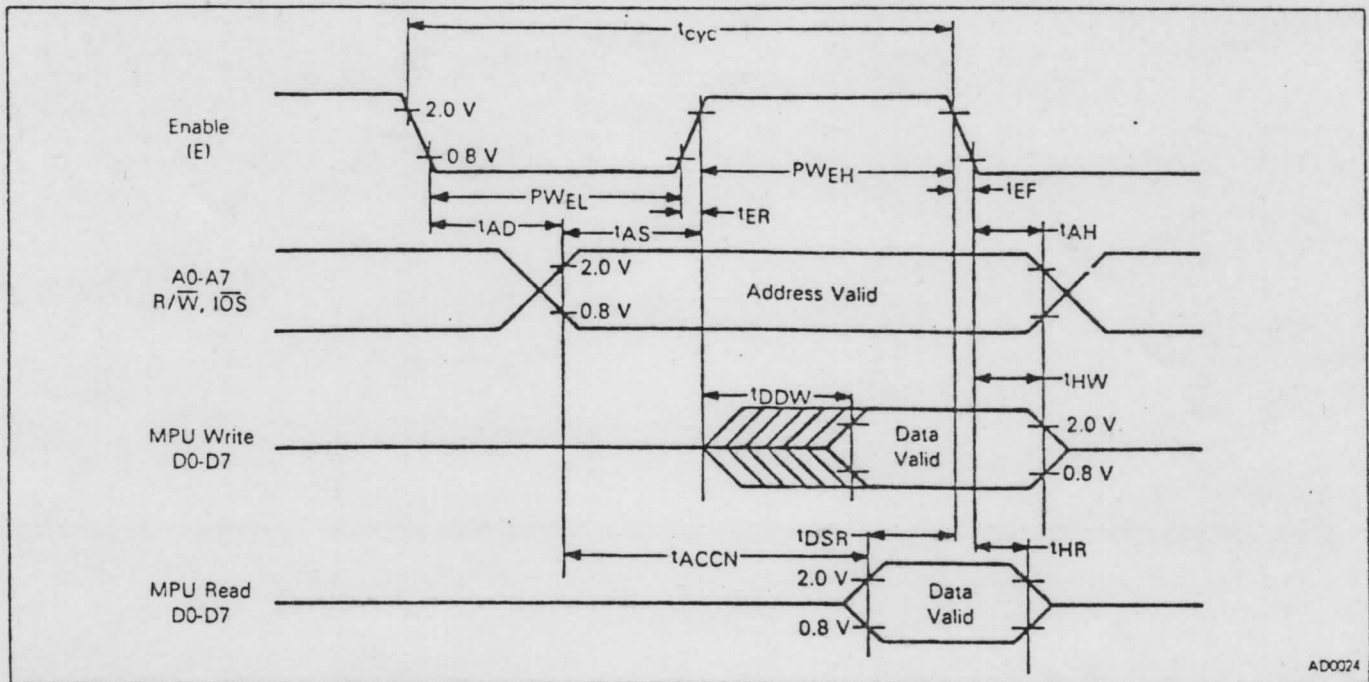 tcyc
Enable
(E)
2.0 V
0.8 V
PWEL
PWEH
tER
tEF
tAD
tAS
tAH
A0-A7
R/W̅, I̅O̅S̅
2.0 V
0.8 V
Address Valid
tDDW
tHW
MPU Write
D0-D7
Data
Valid
2.0 V
0.8 V
tDSR
tHR
tACCN
MPU Read
D0-D7
2.0 V
0.8 V
Data
Valid
AD0024